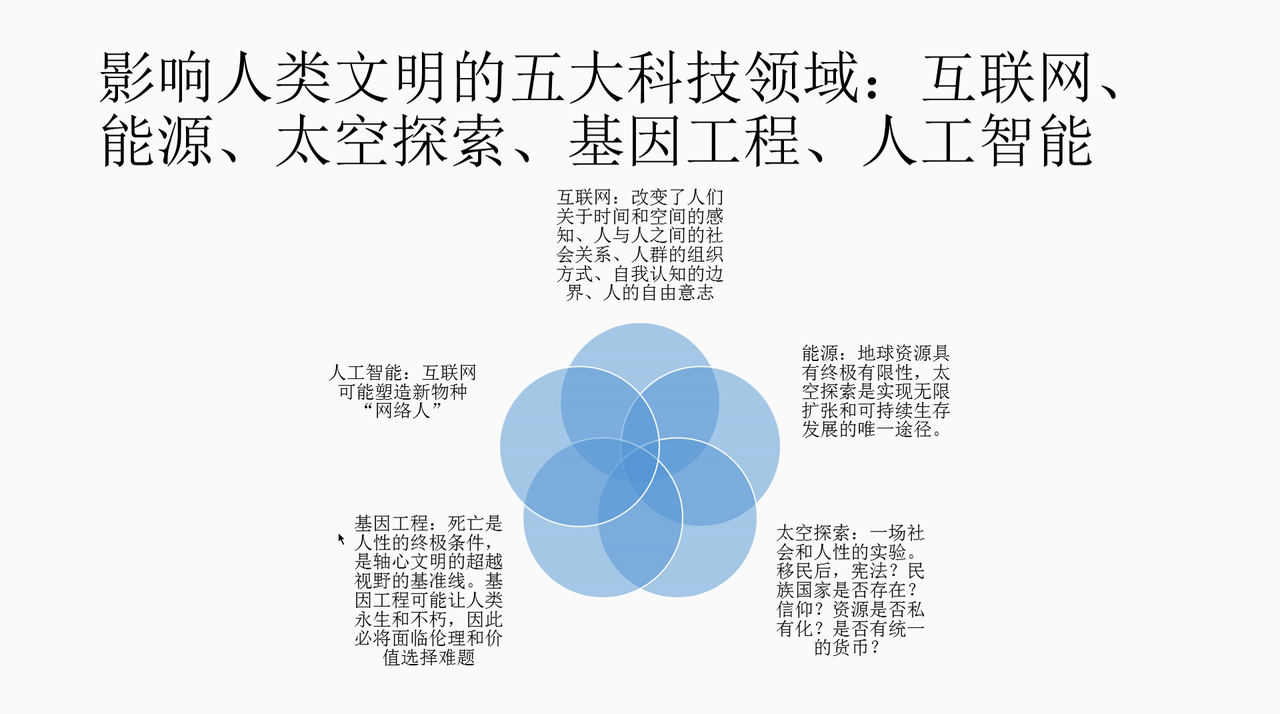 影响人类文明的五大科技领域：互联网、
能源、太空探索、基因工程、人工智能
互联网：改变了人们
关于时间和空间的感
知、人与人之间的社
会关系、人群的组织
方式、自我认知的边
界、人的自由意志
能源：地球资源具
有终极有限性，太
空探索是实现无限
扩张和可持续生存
发展的唯一途径。
太空探索：一场社
会和人性的实验。
移民后，宪法？民
族国家是否存在？
信仰？资源是否私
有化？是否有统一
的货币？
基因工程：死亡是
人性的终极条件，
是轴心文明的超越
视野的基准线。基
因工程可能让人类
永生和不朽，因此
必将面临伦理和价
值选择难题
人工智能：互联网
可能塑造新物种
“网络人”